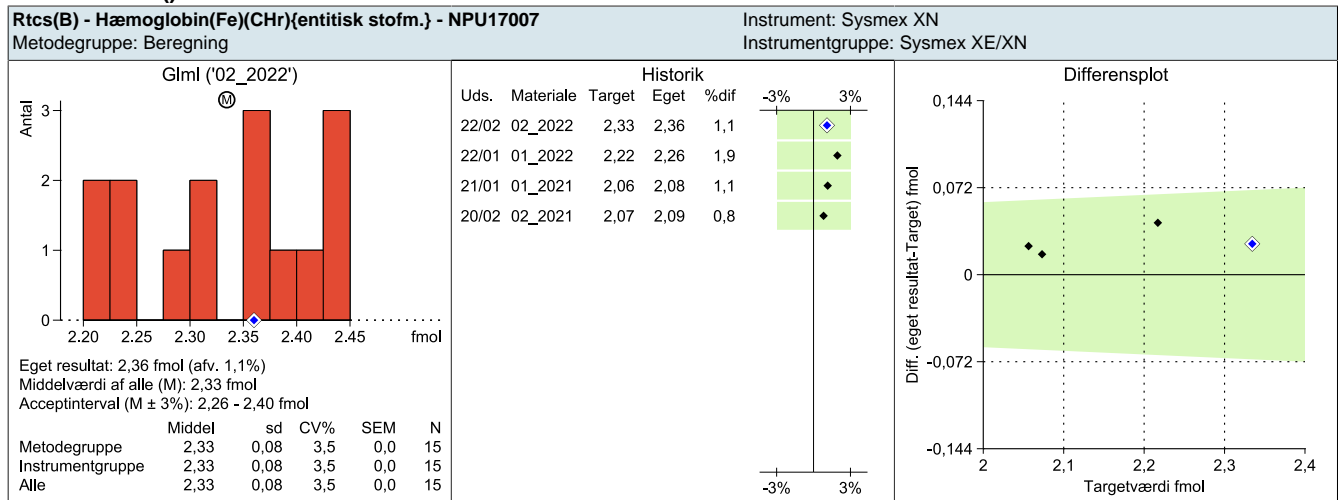 Rtcs(B) - Hæmoglobin(Fe)(CHr){entitisk stofm.} - NPU17007
Instrument: Sysmex XN
Metodegruppe: Beregning
Instrumentgruppe: Sysmex XE/XN
Glml ('02_2022')
Antal
M
3
2
1
0
2.20 2.25 2.30 2.35 2.40 2.45 fmol
Eget resultat: 2,36 fmol (afv. 1,1%)
Middelværdi af alle (M): 2,33 fmol
Acceptinterval (M ± 3%): 2,26 - 2,40 fmol
Middel sd CV% SEM N
Metodegruppe 2,33 0,08 3,5 0,0 15
Instrumentgruppe 2,33 0,08 3,5 0,0 15
Alle 2,33 0,08 3,5 0,0 15
Historik
Uds. Materiale Target Eget %dif -3% 3%
22/02 02_2022 2,33 2,36 1,1
22/01 01_2022 2,22 2,26 1,9
21/01 01_2021 2,06 2,08 1,1
20/02 02_2021 2,07 2,09 0,8
-3% 3%
Differensplot
Diff. (eget resultat-Target) fmol
0,144
0,072
0
-0,072
-0,144
2 2,1 2,2 2,3 2,4
Targetværdi fmol